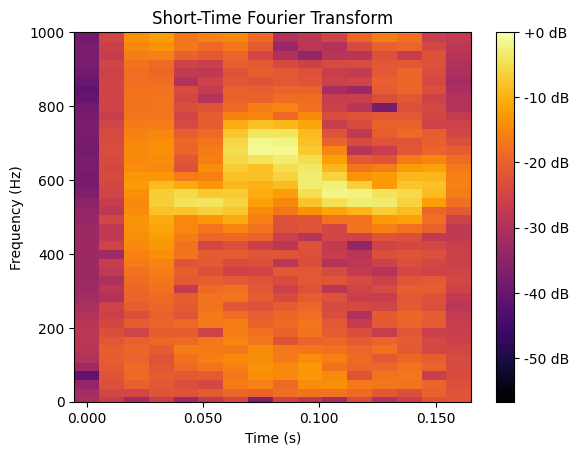 Short-Time Fourier Transform
1000
800
600
400
200
0
Frequency (Hz)
0.000
0.050
0.100
0.150
Time (s)
+0 dB
-10 dB
-20 dB
-30 dB
-40 dB
-50 dB